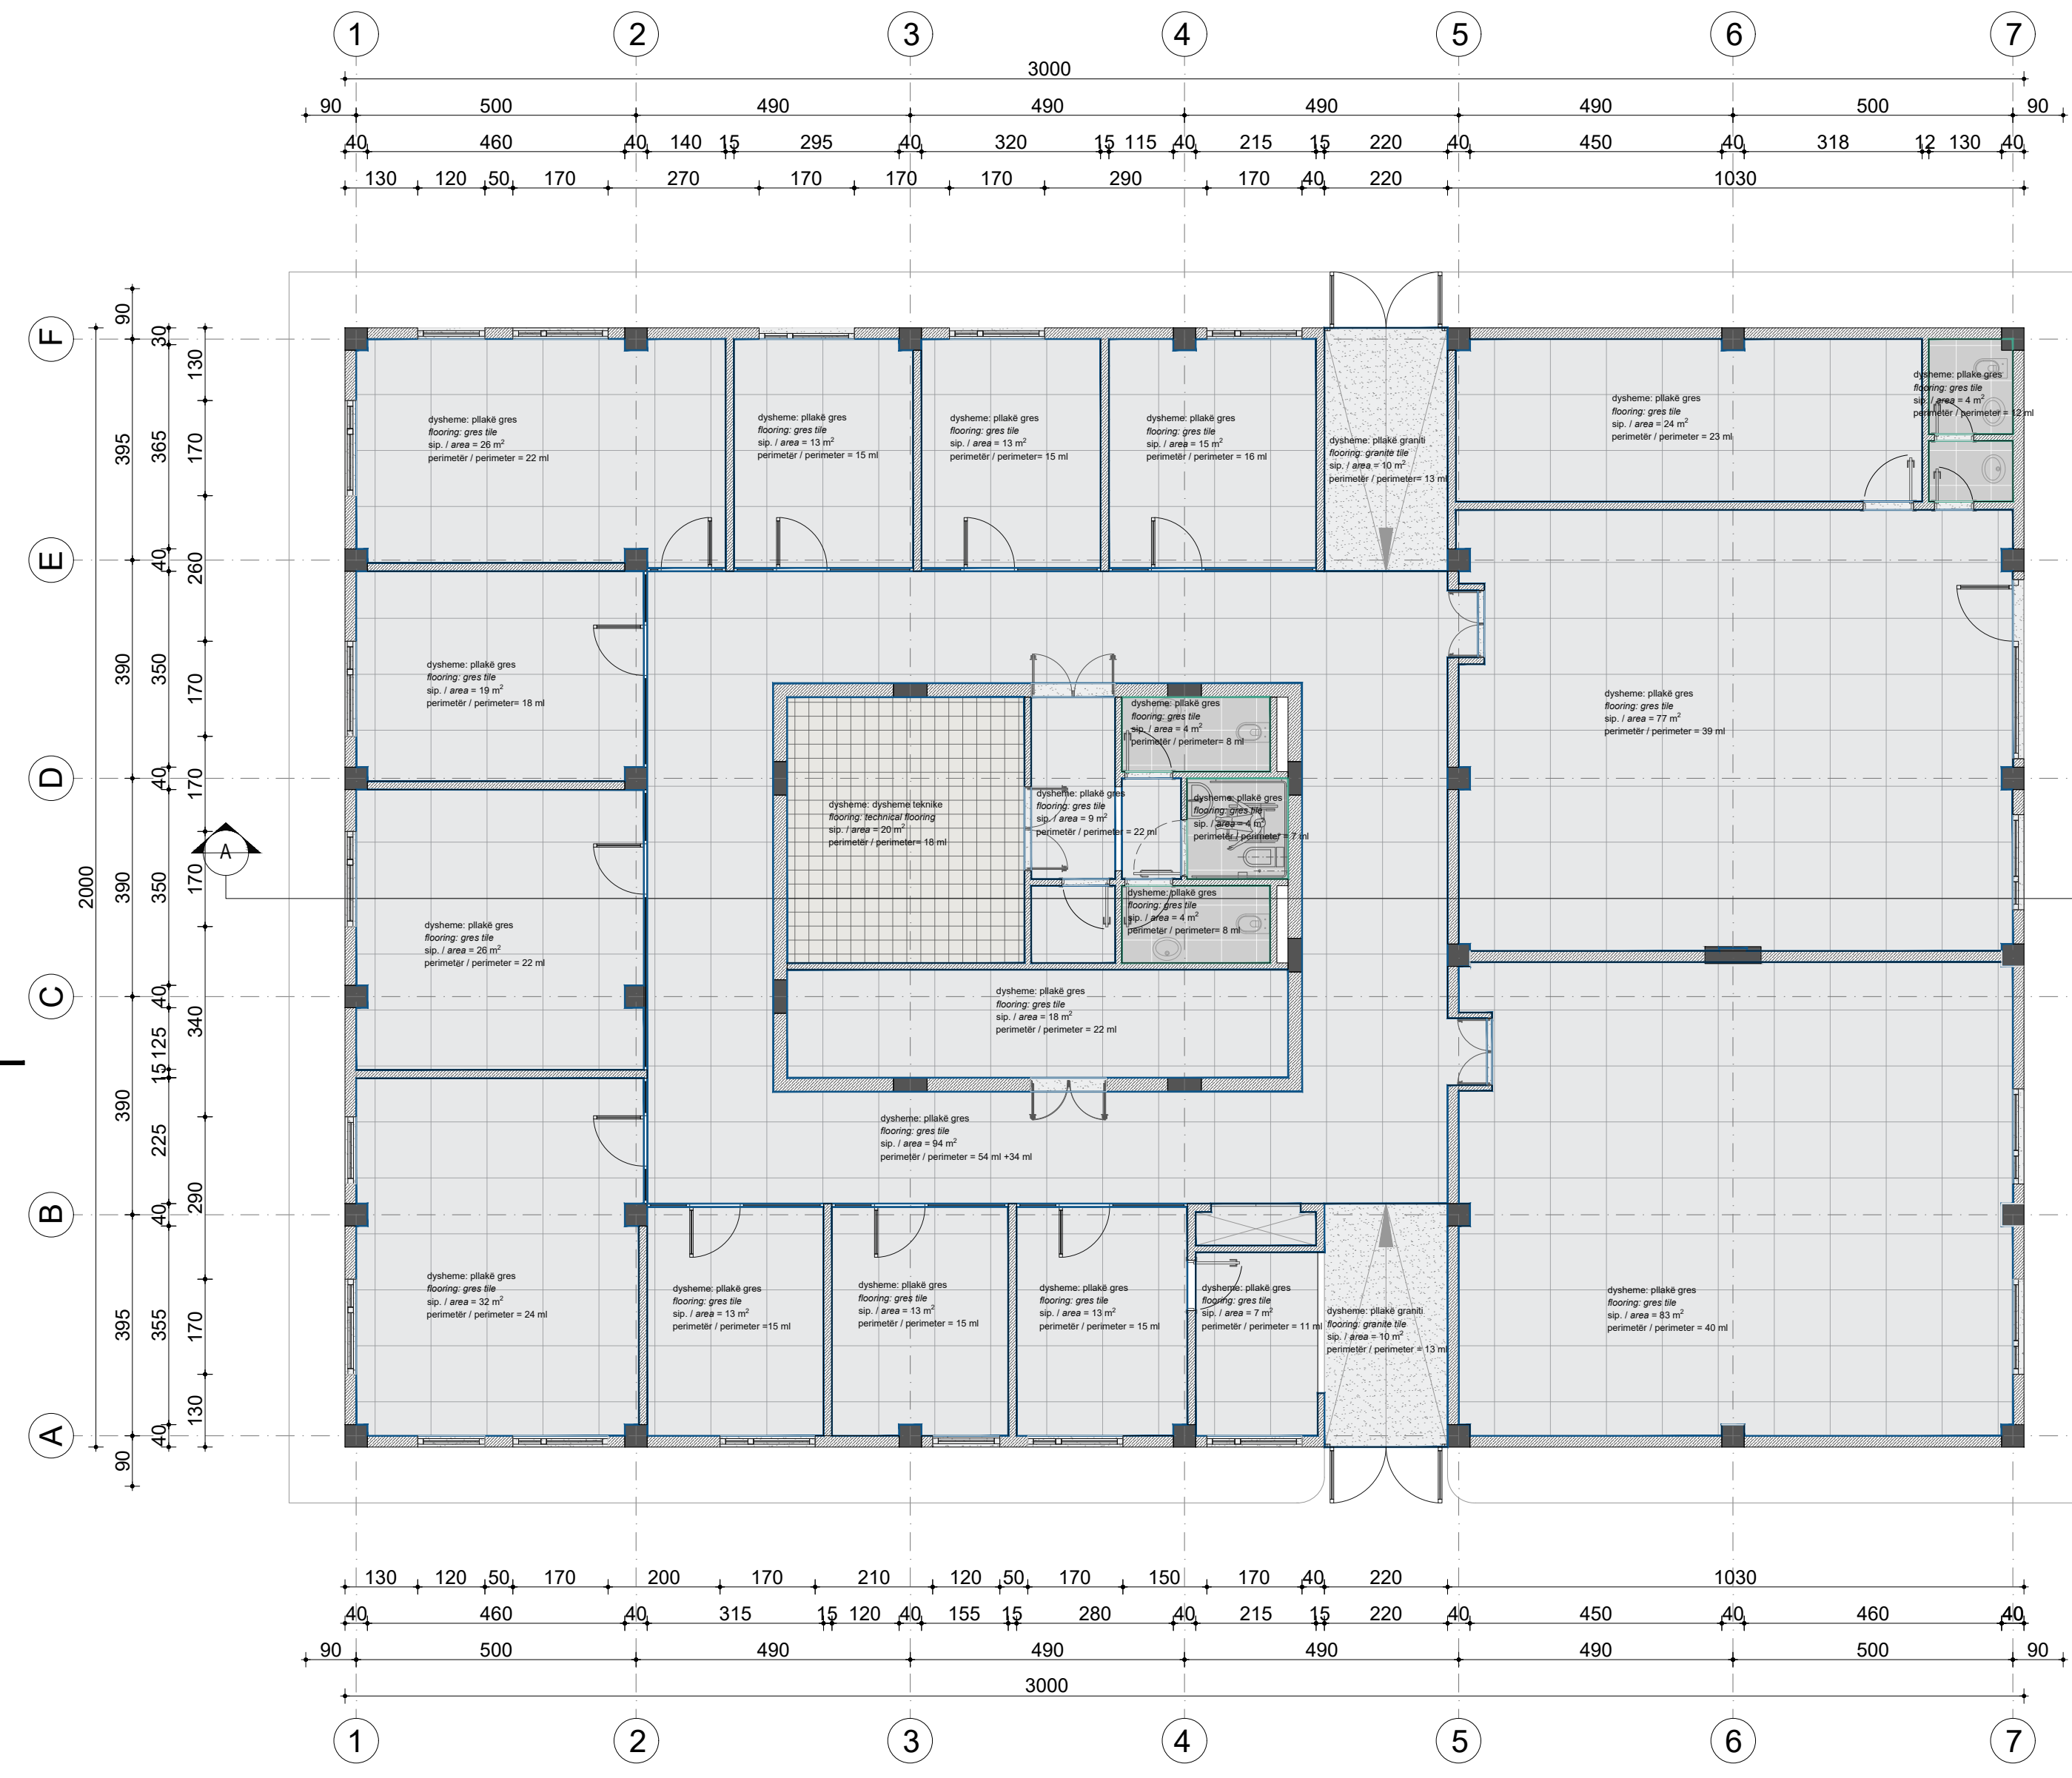 1 2 3 4 5 6 7
3000
90 500 490 490 490 490 500 90
40 460 40 140 15 295 40 320 15 115 40 215 15 220 40 450 40 318 12 130 40
130 120 50 170 270 170 170 170 290 170 40 220 1030
F
E
D
C
B
A
2000
90 395 390 390 390 395 90
30 365 40 350 40 350 40 125 15 225 40 355 40
130 170 260 170 170 170 340 290 170 130
A
dysheme: pllakë gres
flooring: gres tile
sip. / area = 26 m²
perimetër / perimeter = 22 ml
dysheme: pllakë gres
flooring: gres tile
sip. / area = 13 m²
perimetër / perimeter = 15 ml
dysheme: pllakë gres
flooring: gres tile
sip. / area = 13 m²
perimetër / perimeter= 15 ml
dysheme: pllakë gres
flooring: gres tile
sip. / area = 15 m²
perimetër / perimeter = 16 ml
dysheme: pllakë graniti
flooring: granite tile
sip. / area = 10 m²
perimetër / perimeter= 13 ml
dysheme: pllakë gres
flooring: gres tile
sip. / area = 24 m²
perimetër / perimeter = 23 ml
dysheme: pllakë gres
flooring: gres tile
sip. / area = 4 m²
perimetër / perimeter = 12 ml
dysheme: pllakë gres
flooring: gres tile
sip. / area = 19 m²
perimetër / perimeter= 18 ml
dysheme: pllakë gres
flooring: gres tile
sip. / area = 4 m²
perimetër / perimeter= 8 ml
dysheme: pllakë gres
flooring: gres tile
sip. / area = 77 m²
perimetër / perimeter = 39 ml
dysheme: dysheme teknike
flooring: technical flooring
sip. / area = 20 m²
perimetër / perimeter= 18 ml
dysheme: pllakë gres
flooring: gres tile
sip. / area = 9 m²
perimetër / perimeter = 22 ml
dysheme: pllakë gres
flooring: gres tile
sip. / area = 4 m²
perimetër / perimeter = 7 ml
dysheme: pllakë gres
flooring: gres tile
sip. / area = 4 m²
perimetër / perimeter = 8 ml
dysheme: pllakë gres
flooring: gres tile
sip. / area = 26 m²
perimetër / perimeter = 22 ml
dysheme: pllakë gres
flooring: gres tile
sip. / area = 18 m²
perimetër / perimeter = 22 ml
dysheme: pllakë gres
flooring: gres tile
sip. / area = 94 m²
perimetër / perimeter = 54 ml +34 ml
dysheme: pllakë gres
flooring: gres tile
sip. / area = 32 m²
perimetër / perimeter = 24 ml
dysheme: pllakë gres
flooring: gres tile
sip. / area = 13 m²
perimetër / perimeter =15 ml
dysheme: pllakë gres
flooring: gres tile
sip. / area = 13 m²
perimetër / perimeter = 15 ml
dysheme: pllakë gres
flooring: gres tile
sip. / area = 13 m²
perimetër / perimeter = 15 ml
dysheme: pllakë gres
flooring: gres tile
sip. / area = 7 m²
perimetër / perimeter = 11 ml
dysheme: pllakë graniti
flooring: granite tile
sip. / area = 10 m²
perimetër / perimeter = 13 ml
dysheme: pllakë gres
flooring: gres tile
sip. / area = 83 m²
perimetër / perimeter = 40 ml
130 120 50 170 200 170 210 120 50 170 150 170 40 220 1030
40 460 40 315 15 120 40 155 15 280 40 215 15 220 40 450 40 460 40
90 500 490 490 490 490 500 90
3000
1 2 3 4 5 6 7